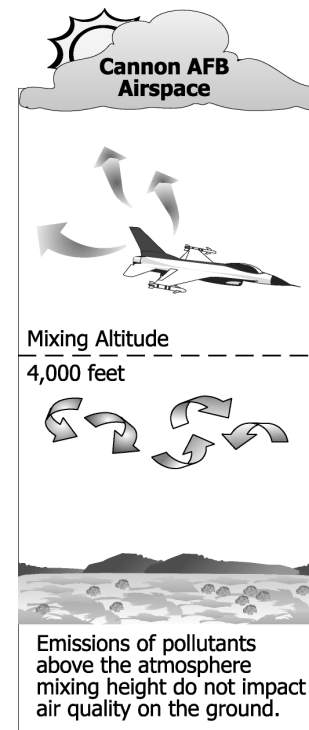 Cannon AFB
Airspace
Mixing Altitude
4,000 feet
Emissions of pollutants
above the atmosphere
mixing height do not impact
air quality on the ground.